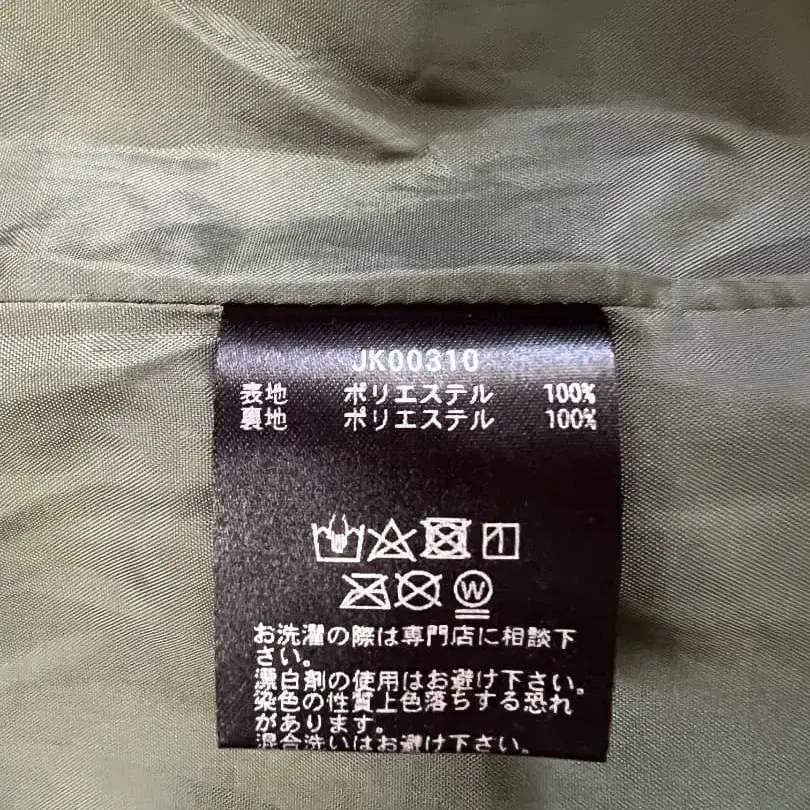 JK00310
表地 ポリエステル 100%
裏地 ポリエステル 100%
W
お洗濯の際は専門店に相談下
さい。
漂白剤の使用はお避け下さい。
染色の性質上色落ちする恐れ
があります。
混合洗いはお避け下さい。